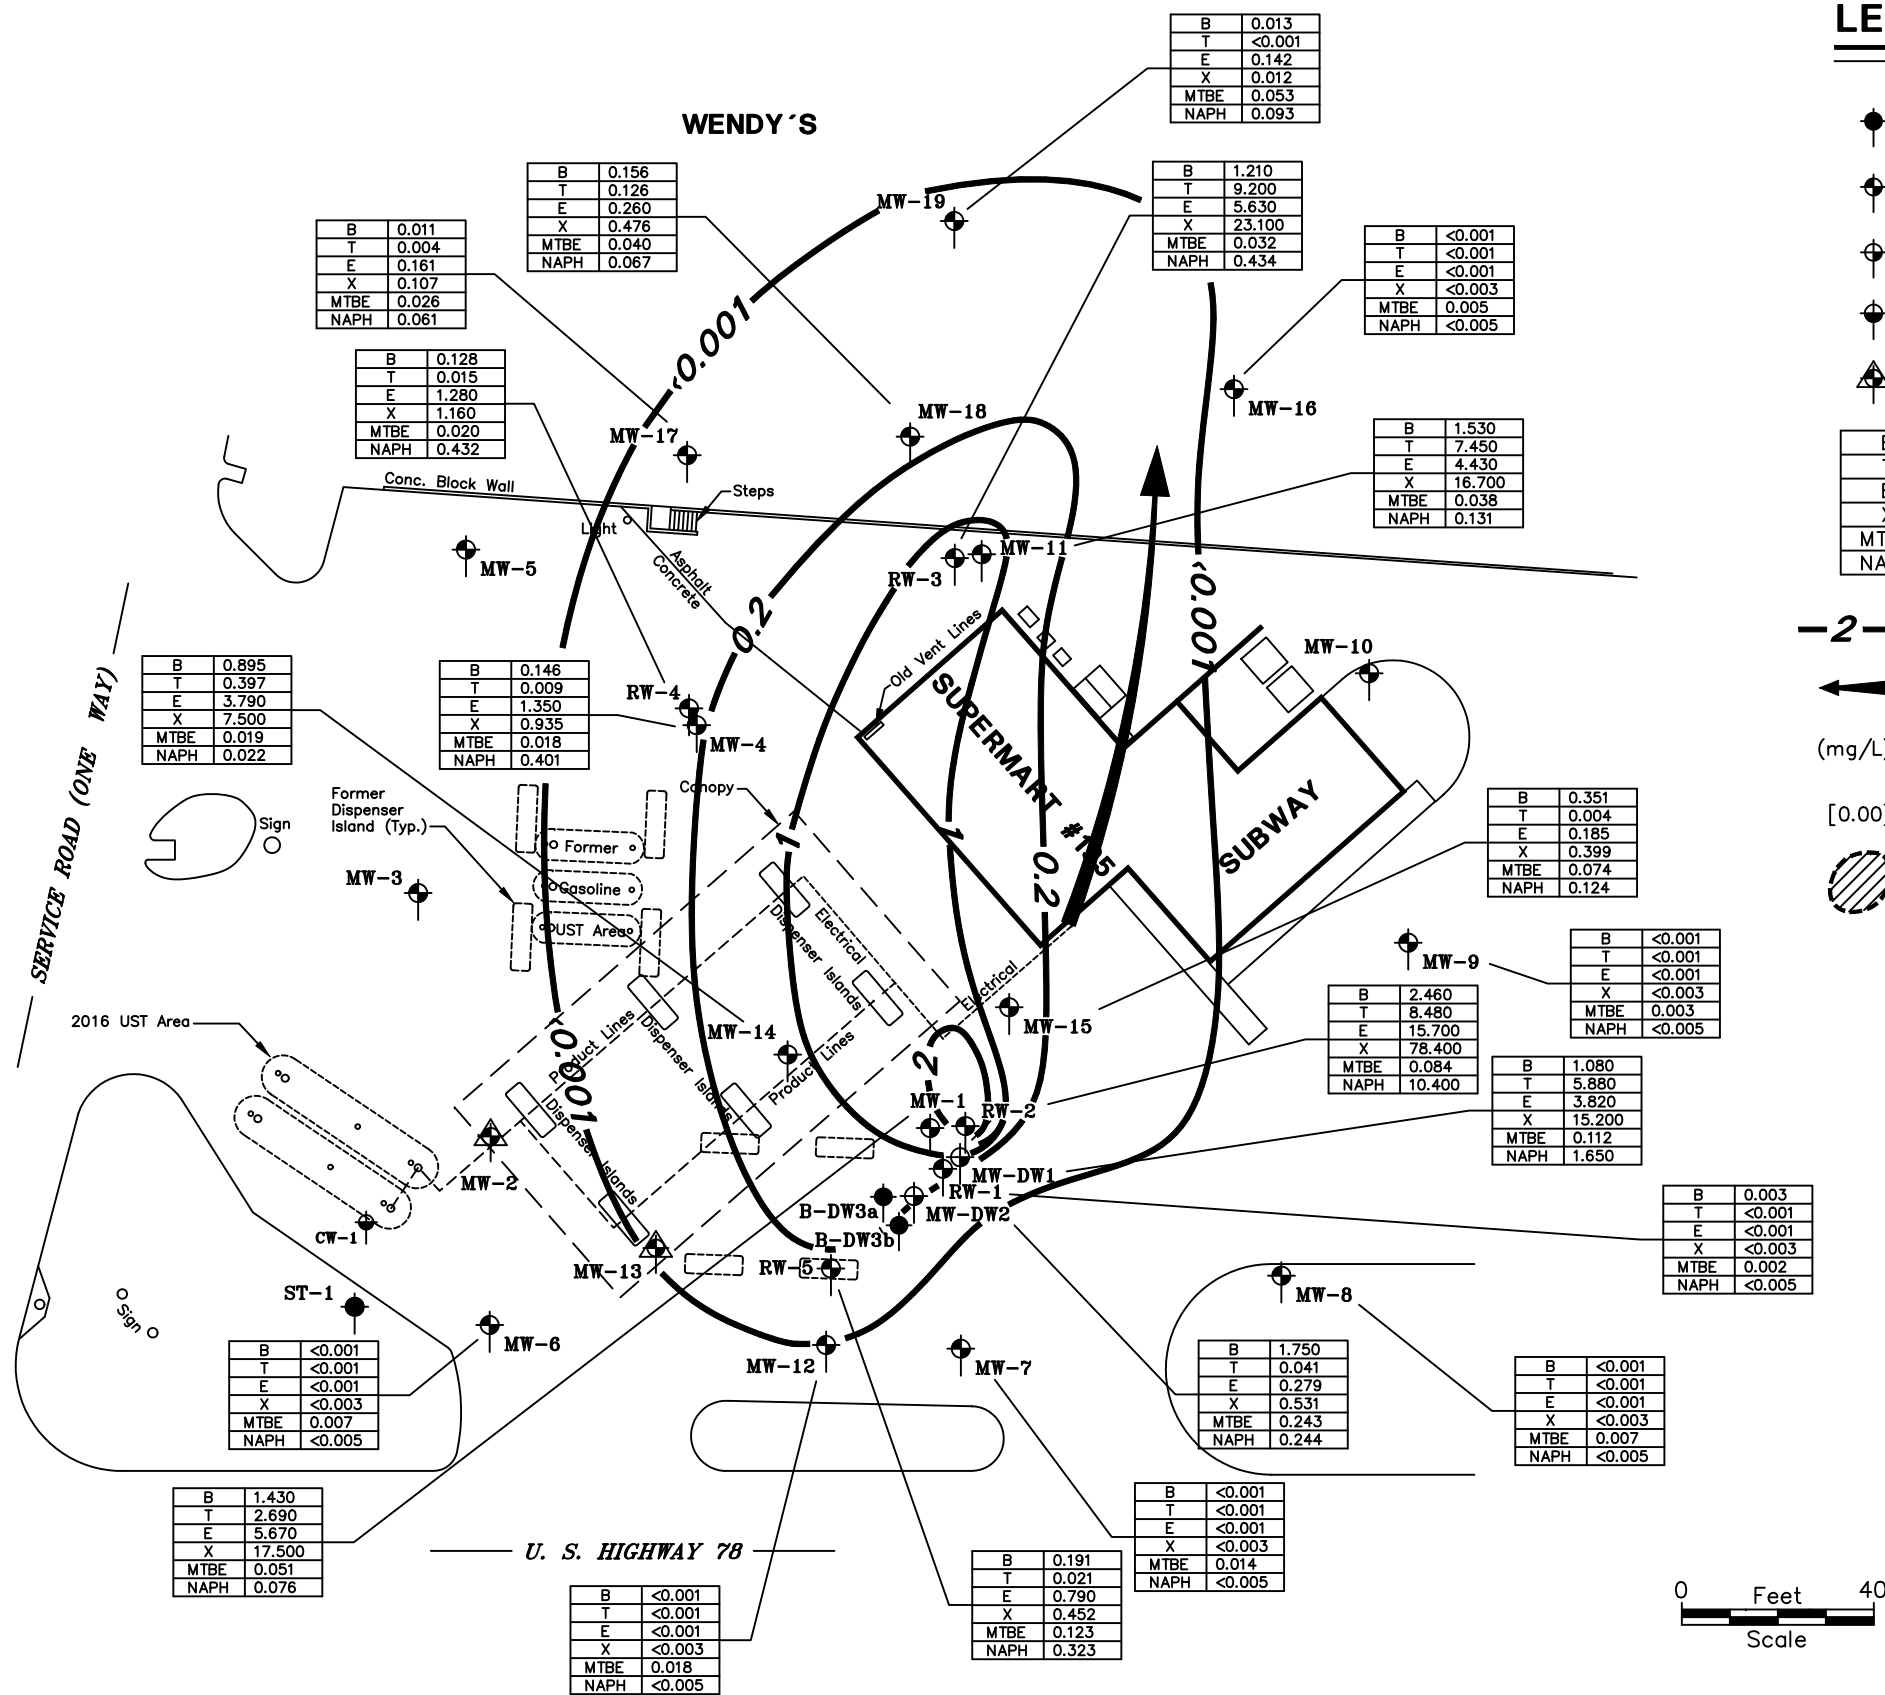 LE
B 0.013
T <0.001
E 0.142
X 0.012
MTBE 0.053
NAPH 0.093
WENDY'S
B 0.156
T 0.126
E 0.260
X 0.476
MTBE 0.040
NAPH 0.067
B 1.210
T 9.200
E 5.630
X 23.100
MTBE 0.032
NAPH 0.434
MW-19
B 0.011
T 0.004
E 0.161
X 0.107
MTBE 0.026
NAPH 0.061
B <0.001
T <0.001
E <0.001
X <0.003
MTBE 0.005
NAPH <0.005
<0.001
B 0.128
T 0.015
E 1.280
X 1.160
MTBE 0.020
NAPH 0.432
MW-18
MW-16
MW-17
B 1.530
T 7.450
E 4.430
X 16.700
MTBE 0.038
NAPH 0.131
MT
NA
Conc. Block Wall
Steps
Light
MW-5
Asphalt
Concrete
MW-11
RW-3
<0.001
0.2
2
Old Vent Lines
MW-10
B 0.895
T 0.397
E 3.790
X 7.500
MTBE 0.019
NAPH 0.022
B 0.146
T 0.009
E 1.350
X 0.935
MTBE 0.018
NAPH 0.401
RW-4
MW-4
SUPERMART #195
SUBWAY
(mg/L)
[0.00]
SERVICE ROAD (ONE WAY)
Former
Dispenser
Island (Typ.)
Canopy
Sign
Former
Gasoline
UST Area
MW-3
1
1
0.2
B 0.351
T 0.004
E 0.185
X 0.399
MTBE 0.074
NAPH 0.124
Electrical
Dispenser Islands
Electrical
MW-9
B <0.001
T <0.001
E <0.001
X <0.003
MTBE 0.003
NAPH <0.005
2016 UST Area
Product Lines
Dispenser Islands
MW-14
Product Lines
MW-15
B 2.460
T 8.480
E 15.700
X 78.400
MTBE 0.084
NAPH 10.400
<0.001
2
Dispenser Islands
MW-1
RW-2
B 1.080
T 5.880
E 3.820
X 15.200
MTBE 0.112
NAPH 1.650
MW-2
MW-DW1
RW-1
B-DW3a
MW-DW2
B-DW3b
CW-1
B 0.003
T <0.001
E <0.001
X <0.003
MTBE 0.002
NAPH <0.005
MW-13
RW-5
ST-1
Sign
MW-8
MW-6
MW-12
MW-7
B <0.001
T <0.001
E <0.001
X <0.003
MTBE 0.007
NAPH <0.005
B 1.750
T 0.041
E 0.279
X 0.531
MTBE 0.243
NAPH 0.244
B <0.001
T <0.001
E <0.001
X <0.003
MTBE 0.007
NAPH <0.005
B 1.430
T 2.690
E 5.670
X 17.500
MTBE 0.051
NAPH 0.076
U. S. HIGHWAY 78
B <0.001
T <0.001
E <0.001
X <0.003
MTBE 0.014
NAPH <0.005
B 0.191
T 0.021
E 0.790
X 0.452
MTBE 0.123
NAPH 0.323
B <0.001
T <0.001
E <0.001
X <0.003
MTBE 0.018
NAPH <0.005
0 Feet 40
Scale